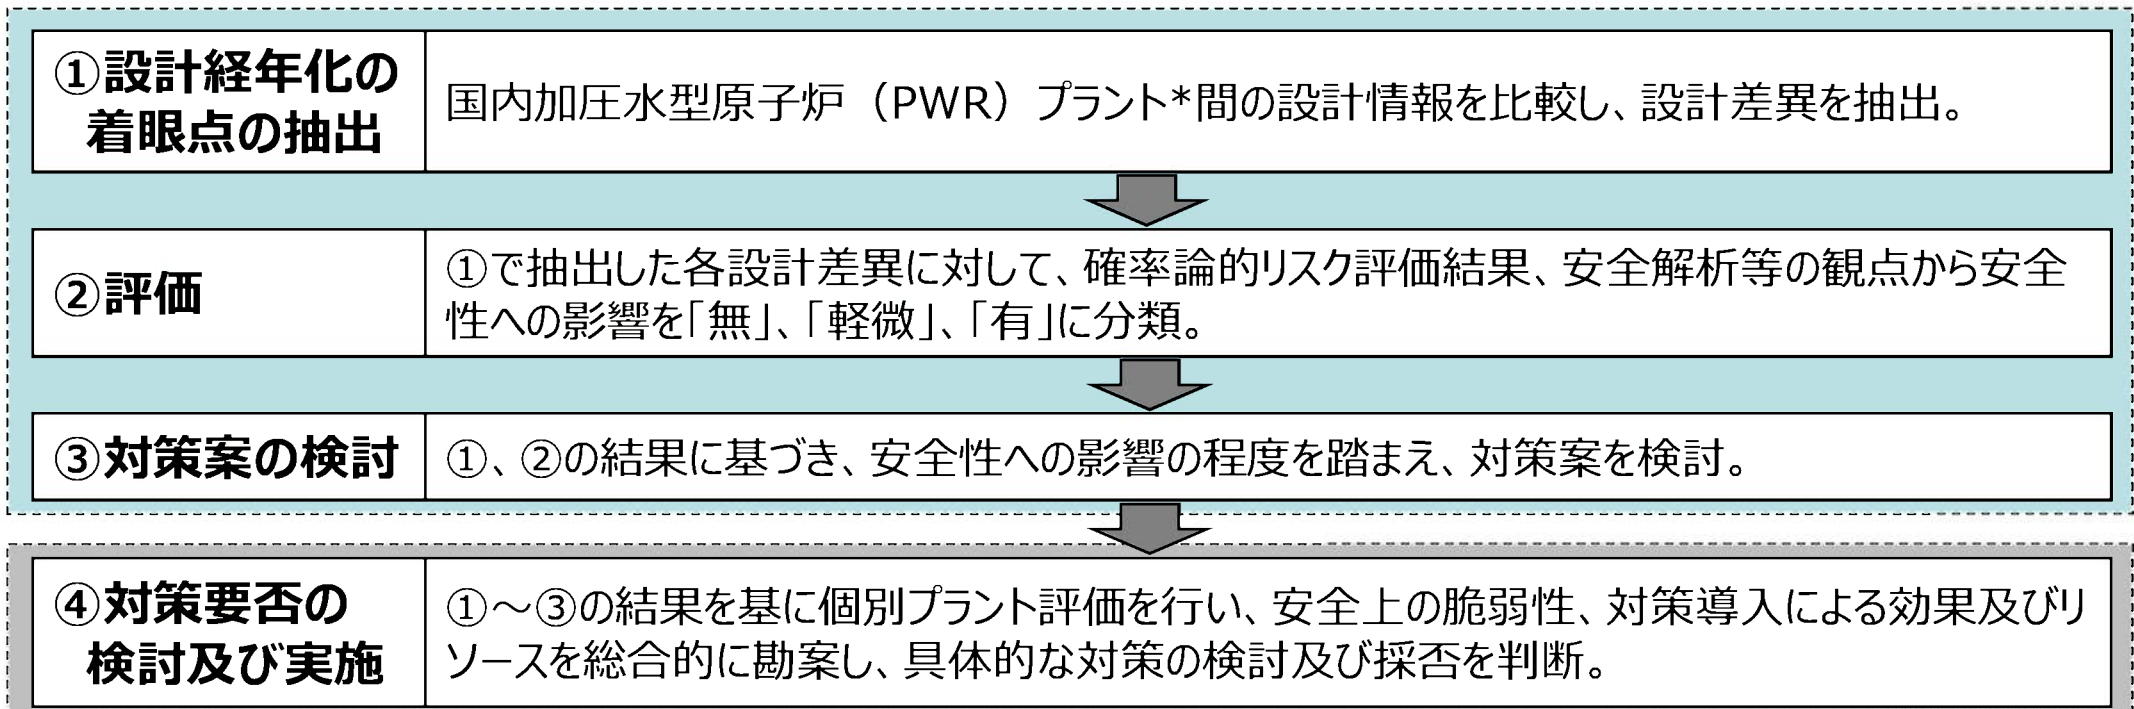 ①設計経年化の
着眼点の抽出
国内加圧水型原子炉（PWR）プラント*間の設計情報を比較し、設計差異を抽出。
②評価
①で抽出した各設計差異に対して、確率論的リスク評価結果、安全解析等の観点から安全
性への影響を「無」、「軽微」、「有」に分類。
③対策案の検討
①、②の結果に基づき、安全性への影響の程度を踏まえ、対策案を検討。
④対策要否の
検討及び実施
①～③の結果を基に個別プラント評価を行い、安全上の脆弱性、対策導入による効果及びリ
ソースを総合的に勘案し、具体的な対策の検討及び採否を判断。